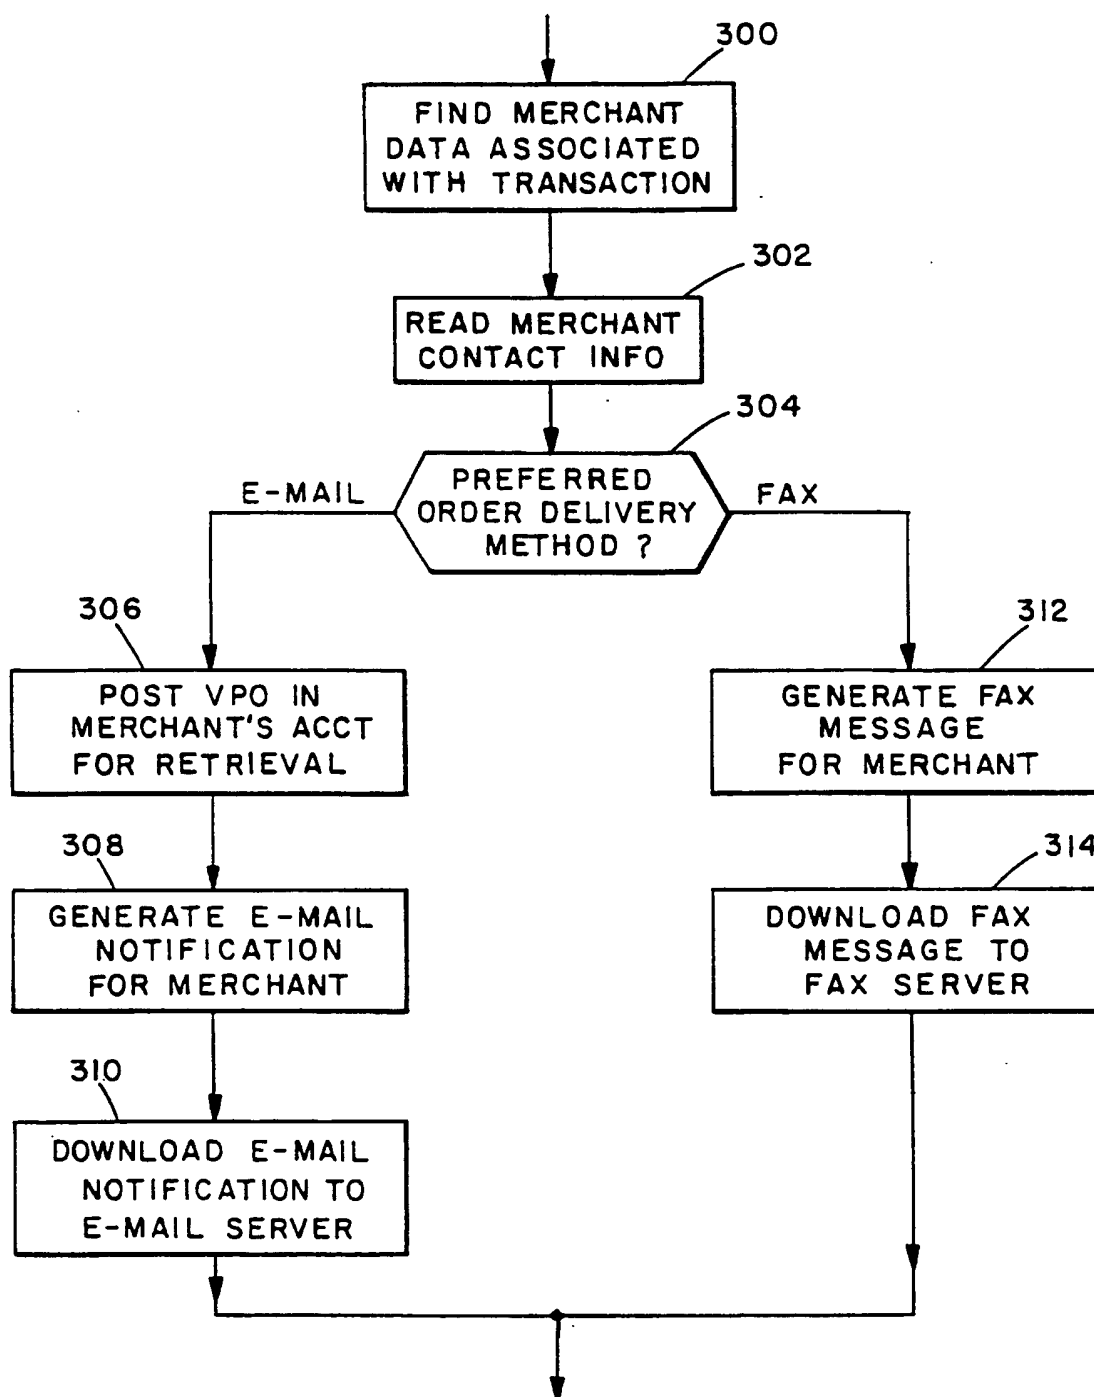 300
FIND MERCHANT
DATA ASSOCIATED
WITH TRANSACTION
302
READ MERCHANT
CONTACT INFO
304
PREFERRED
ORDER DELIVERY
METHOD ?
E-MAIL
FAX
306
POST VPO IN
MERCHANT'S ACCT
FOR RETRIEVAL
308
GENERATE E-MAIL
NOTIFICATION
FOR MERCHANT
310
DOWNLOAD E-MAIL
NOTIFICATION TO
E-MAIL SERVER
312
GENERATE FAX
MESSAGE
FOR MERCHANT
314
DOWNLOAD FAX
MESSAGE TO
FAX SERVER